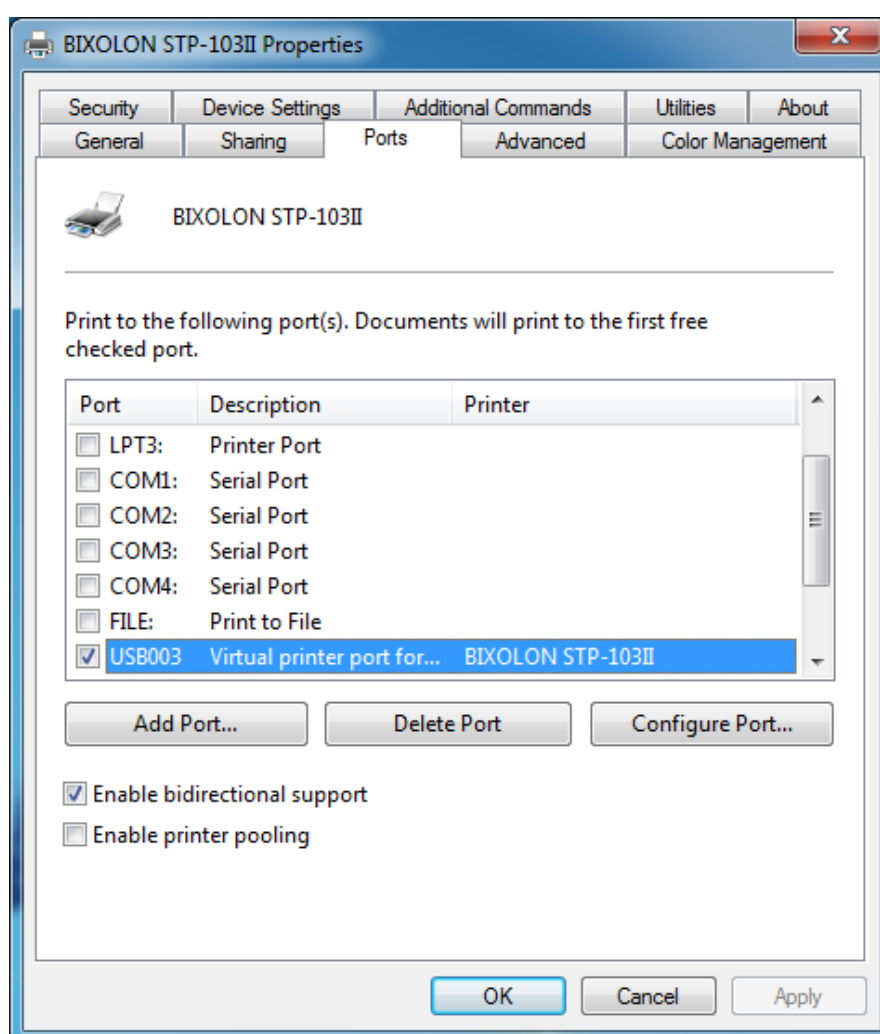 BIXOLON STP-103II Properties
Security Device Settings Additional Commands Utilities About
General Sharing Ports Advanced Color Management
BIXOLON STP-103II
Print to the following port(s). Documents will print to the first free
checked port.
Port Description Printer
LPT3: Printer Port
COM1: Serial Port
COM2: Serial Port
COM3: Serial Port
COM4: Serial Port
FILE: Print to File
USB003 Virtual printer port for... BIXOLON STP-103II
Add Port... Delete Port Configure Port...
Enable bidirectional support
Enable printer pooling
OK Cancel Apply